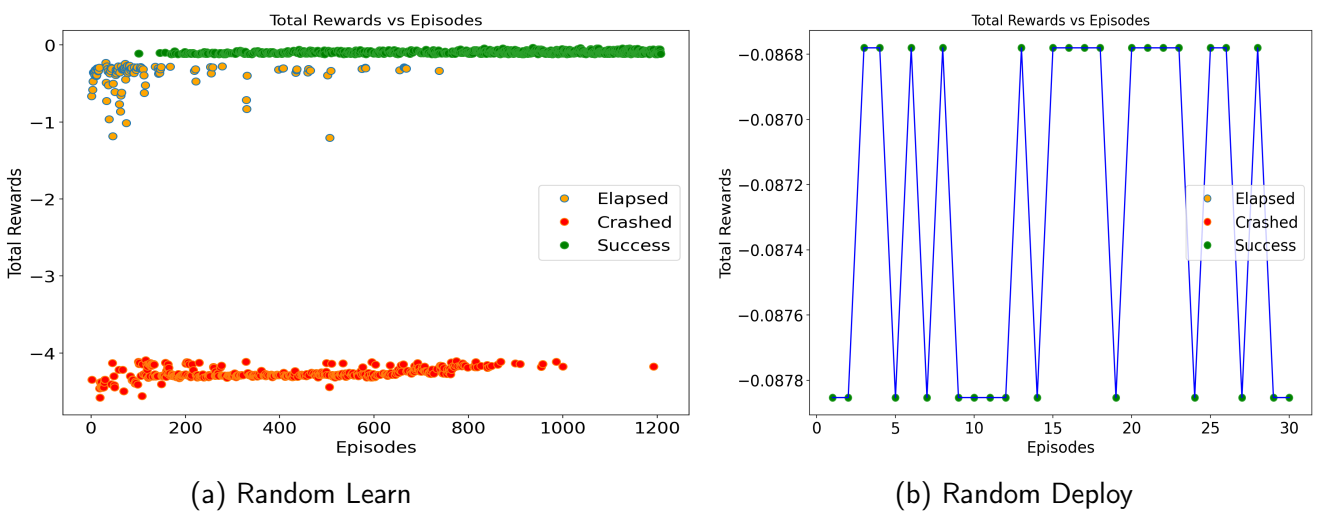 Total Rewards vs Episodes
0
−1
−2
−3
−4
Total Rewards
Elapsed
Crashed
Success
0 200 400 600 800 1000 1200
Episodes
(a) Random Learn
Total Rewards vs Episodes
−0.0868
−0.0870
−0.0872
−0.0874
−0.0876
−0.0878
Total Rewards
Elapsed
Crashed
Success
0 5 10 15 20 25 30
Episodes
(b) Random Deploy